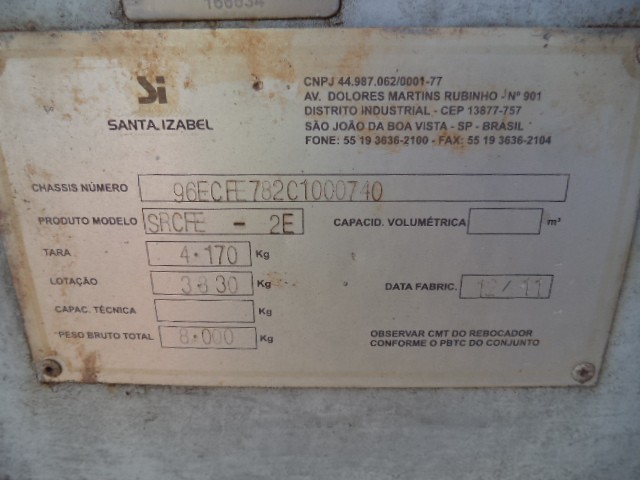 166634
Si
SANTA IZABEL
CNPJ 44.987.062/0001-77
AV. DOLORES MARTINS RUBINHO Nº 901
DISTRITO INDUSTRIAL - CEP 13877-757
SÃO JOÃO DA BOA VISTA - SP - BRASIL
FONE: 55 19 3636-2100 - FAX: 55 19 3636-2104
CHASSIS NÚMERO 96ECFE782C1000740
PRODUTO MODELO SRCFE - 2E CAPACID. VOLUMÉTRICA m³
TARA 4.170 Kg
LOTAÇÃO 3830 Kg DATA FABRIC. 12/11
CAPAC. TÉCNICA Kg
PESO BRUTO TOTAL 8.000 Kg
OBSERVAR CMT DO REBOCADOR
CONFORME O PBTC DO CONJUNTO